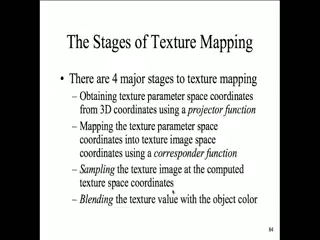 The Stages of Texture Mapping
• There are 4 major stages to texture mapping
– Obtaining texture parameter space coordinates
from 3D coordinates using a projector function
– Mapping the texture parameter space
coordinates into texture image space
coordinates using a corresponder function
– Sampling the texture image at the computed
texture space coordinates
– Blending the texture value with the object color
84